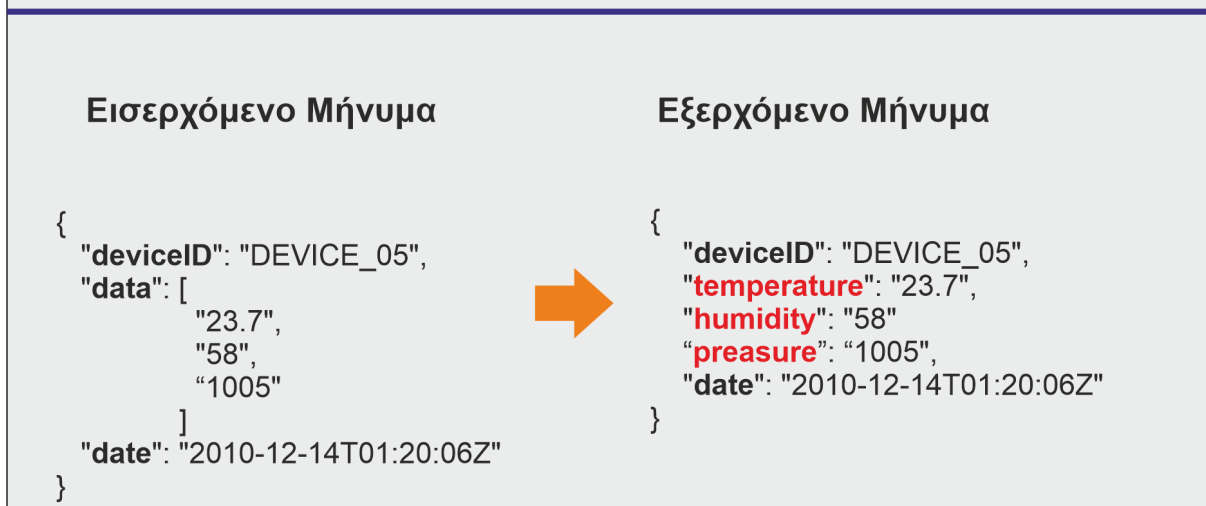 Εισερχόμενο Μήνυμα
{
"deviceID": "DEVICE_05",
"data": [
"23.7",
"58",
“1005"
]
"date": "2010-12-14T01:20:06Z"
}
Εξερχόμενο Μήνυμα
{
"deviceID": "DEVICE_05",
"temperature": "23.7",
"humidity": "58"
“preasure”: “1005",
"date": "2010-12-14T01:20:06Z"
}